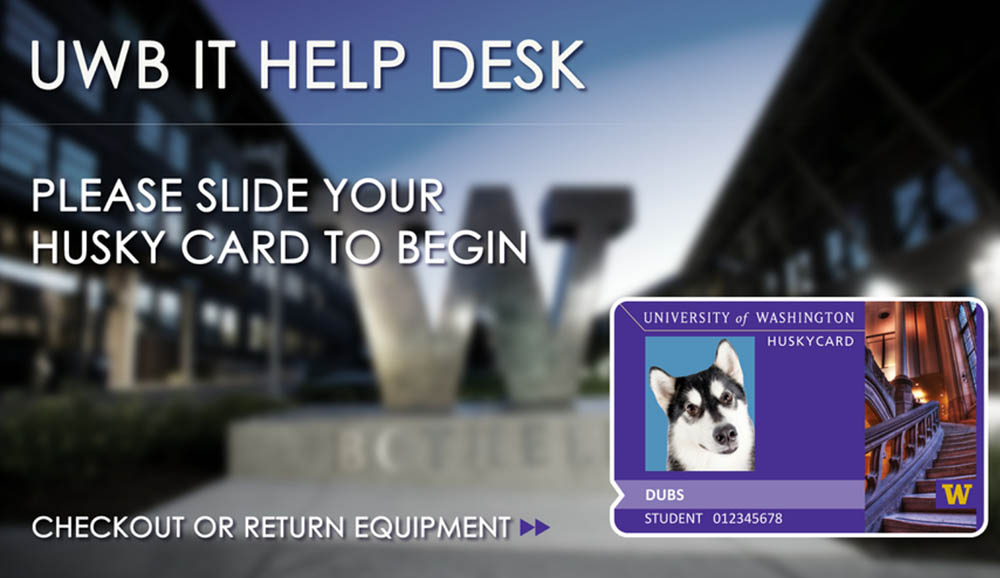 UWB IT HELP DESK
PLEASE SLIDE YOUR
HUSKY CARD TO BEGIN
UNIVERSITY of WASHINGTON
HUSKYCARD
W
BOTHELL
DUBS
W
STUDENT 012345678
CHECKOUT OR RETURN EQUIPMENT